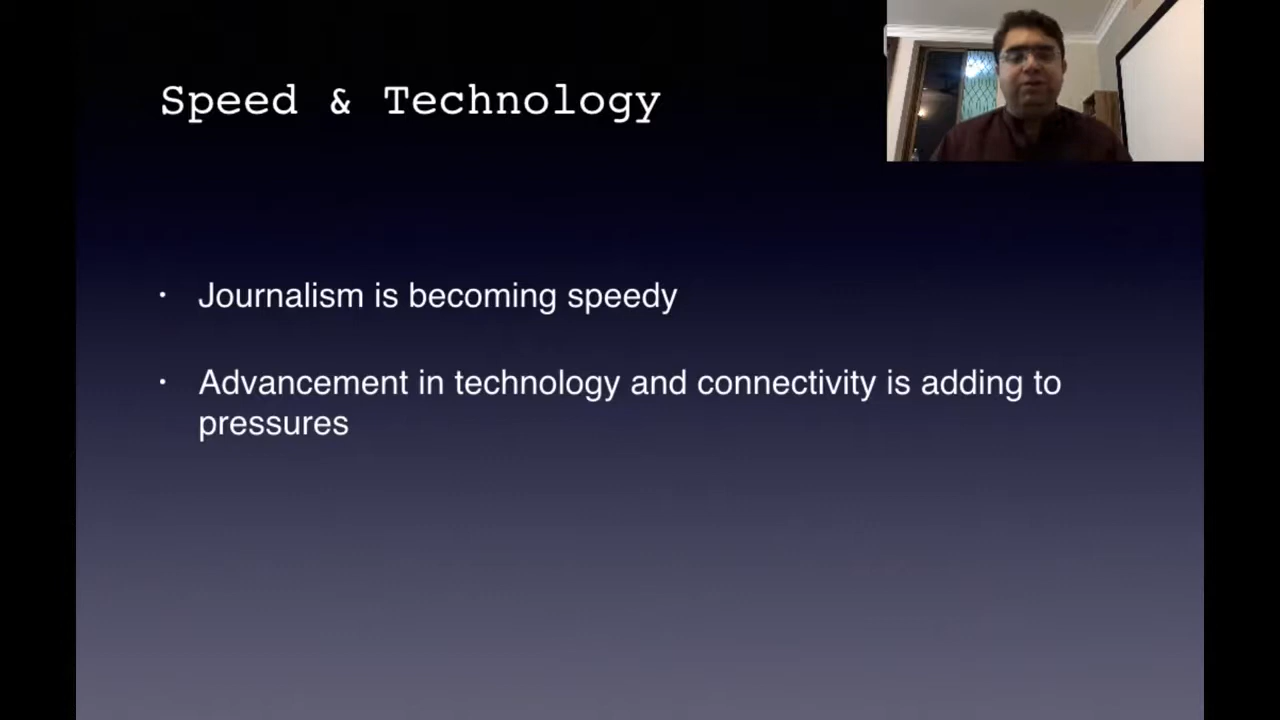 Speed & Technology
• Journalism is becoming speedy
• Advancement in technology and connectivity is adding to
pressures